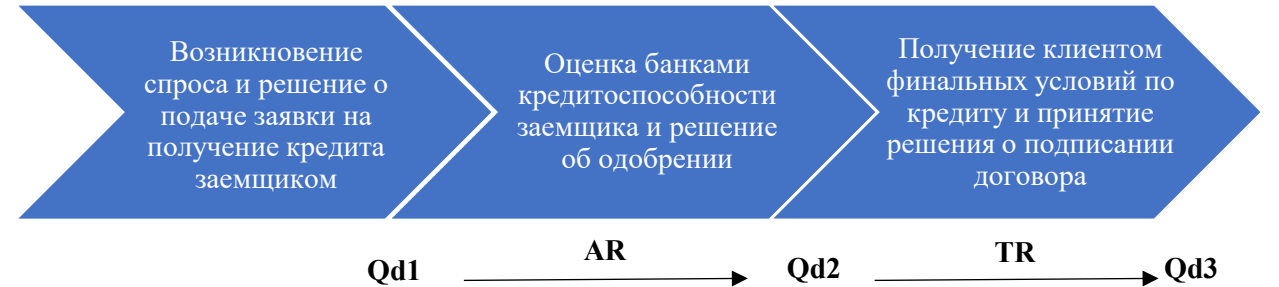 Возникновение
спроса и решение о
подаче заявки на
получение кредита
заемщиком
Оценка банками
кредитоспособности
заемщика и решение
об одобрении
Получение клиентом
финальных условий по
кредиту и принятие
решения о подписании
договора
Qd1
AR
Qd2
TR
Qd3